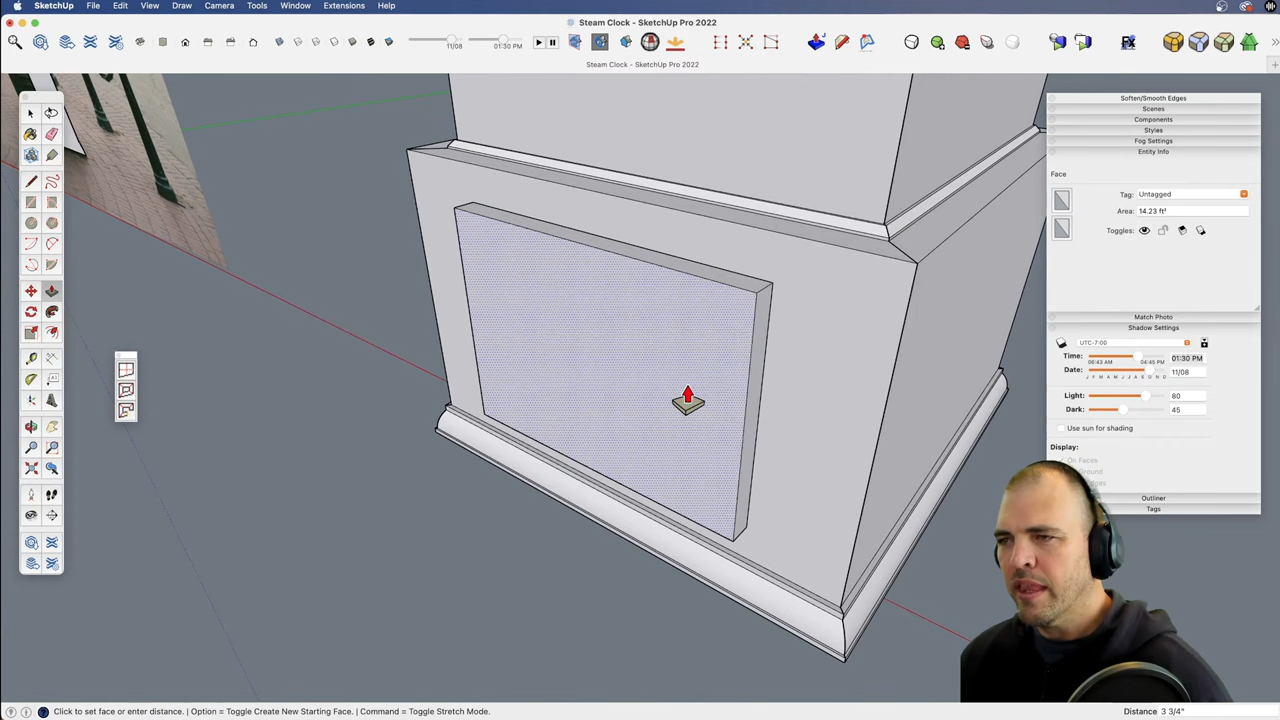 SketchUp File Edit View Draw Camera Tools Window Extensions Help
Steam Clock - SketchUp Pro 2022
11/08 01:30 PM
Steam Clock - SketchUp Pro 2022
Soften/Smooth Edges
Scenes
Components
Styles
Fog Settings
Entity Info
Face
Tag: Untagged
Area: 14.23 ft²
Toggles:
Match Photo
Shadow Settings
UTC-7:00
Time: 06:43 AM 04:45 PM 01:30 PM
Date: J F M A M J J A S O N D 11/08
Light: 80
Dark: 45
Use sun for shading
Display:
On Faces
Outliner
Tags
Click to set face or enter distance. | Option = Toggle Create New Starting Face. | Command = Toggle Stretch Mode.
Distance 3 3/4"